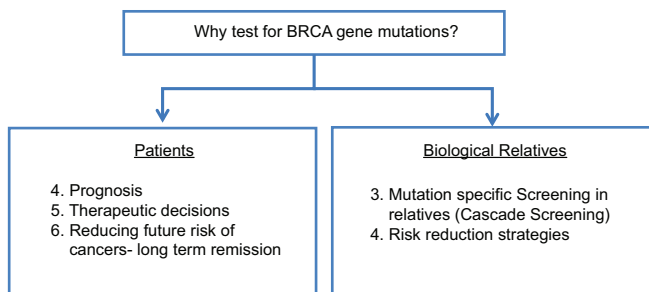 Why test for BRCA gene mutations?
Patients
4. Prognosis
5. Therapeutic decisions
6. Reducing future risk of
cancers- long term remission
Biological Relatives
3. Mutation specific Screening in
relatives (Cascade Screening)
4. Risk reduction strategies